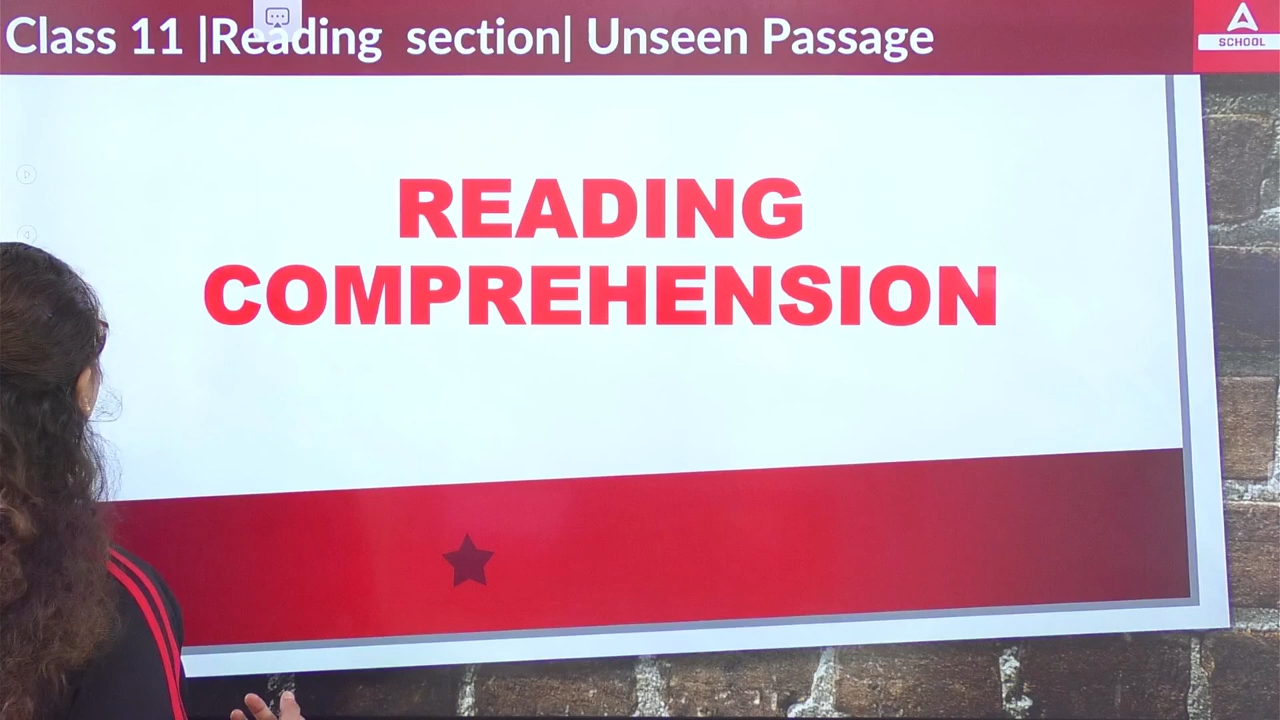 Class 11 |Reading section| Unseen Passage
SCHOOL
READING
COMPREHENSION